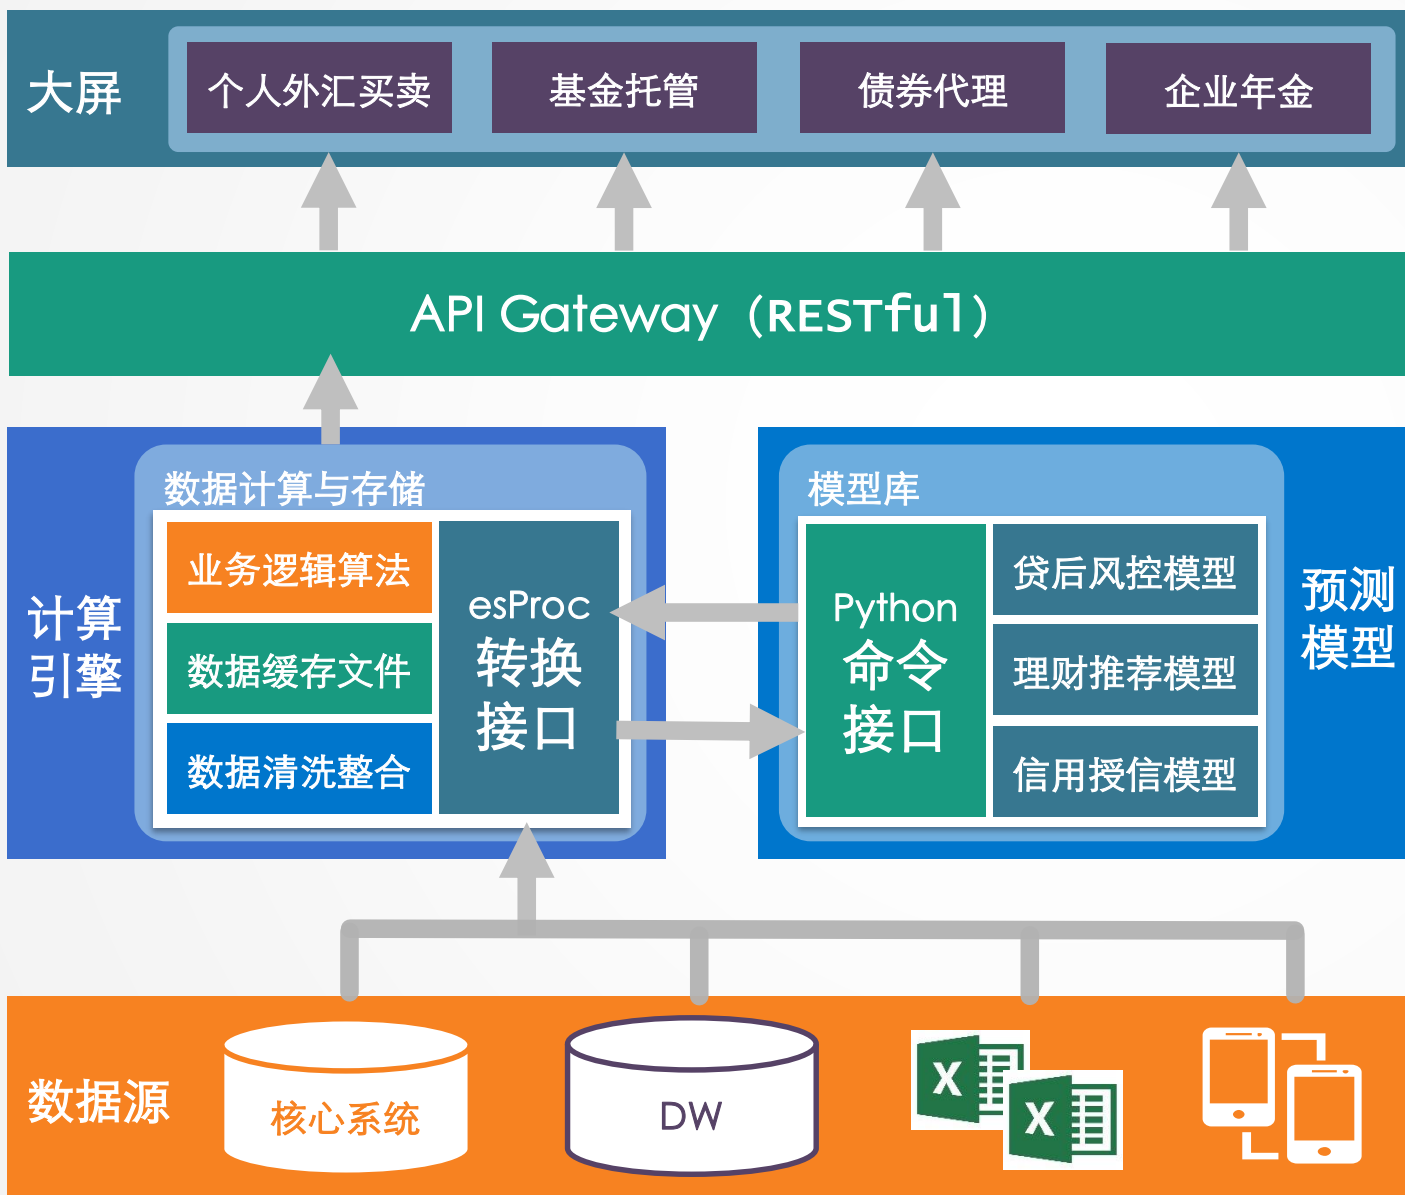 大屏
个人外汇买卖
基金托管
债券代理
企业年金
API Gateway（RESTful）
计算
引擎
数据计算与存储
业务逻辑算法
数据缓存文件
数据清洗整合
esProc
转换
接口
模型库
Python
命令
接口
贷后风控模型
理财推荐模型
信用授信模型
预测
模型
数据源
核心系统
DW
X
X